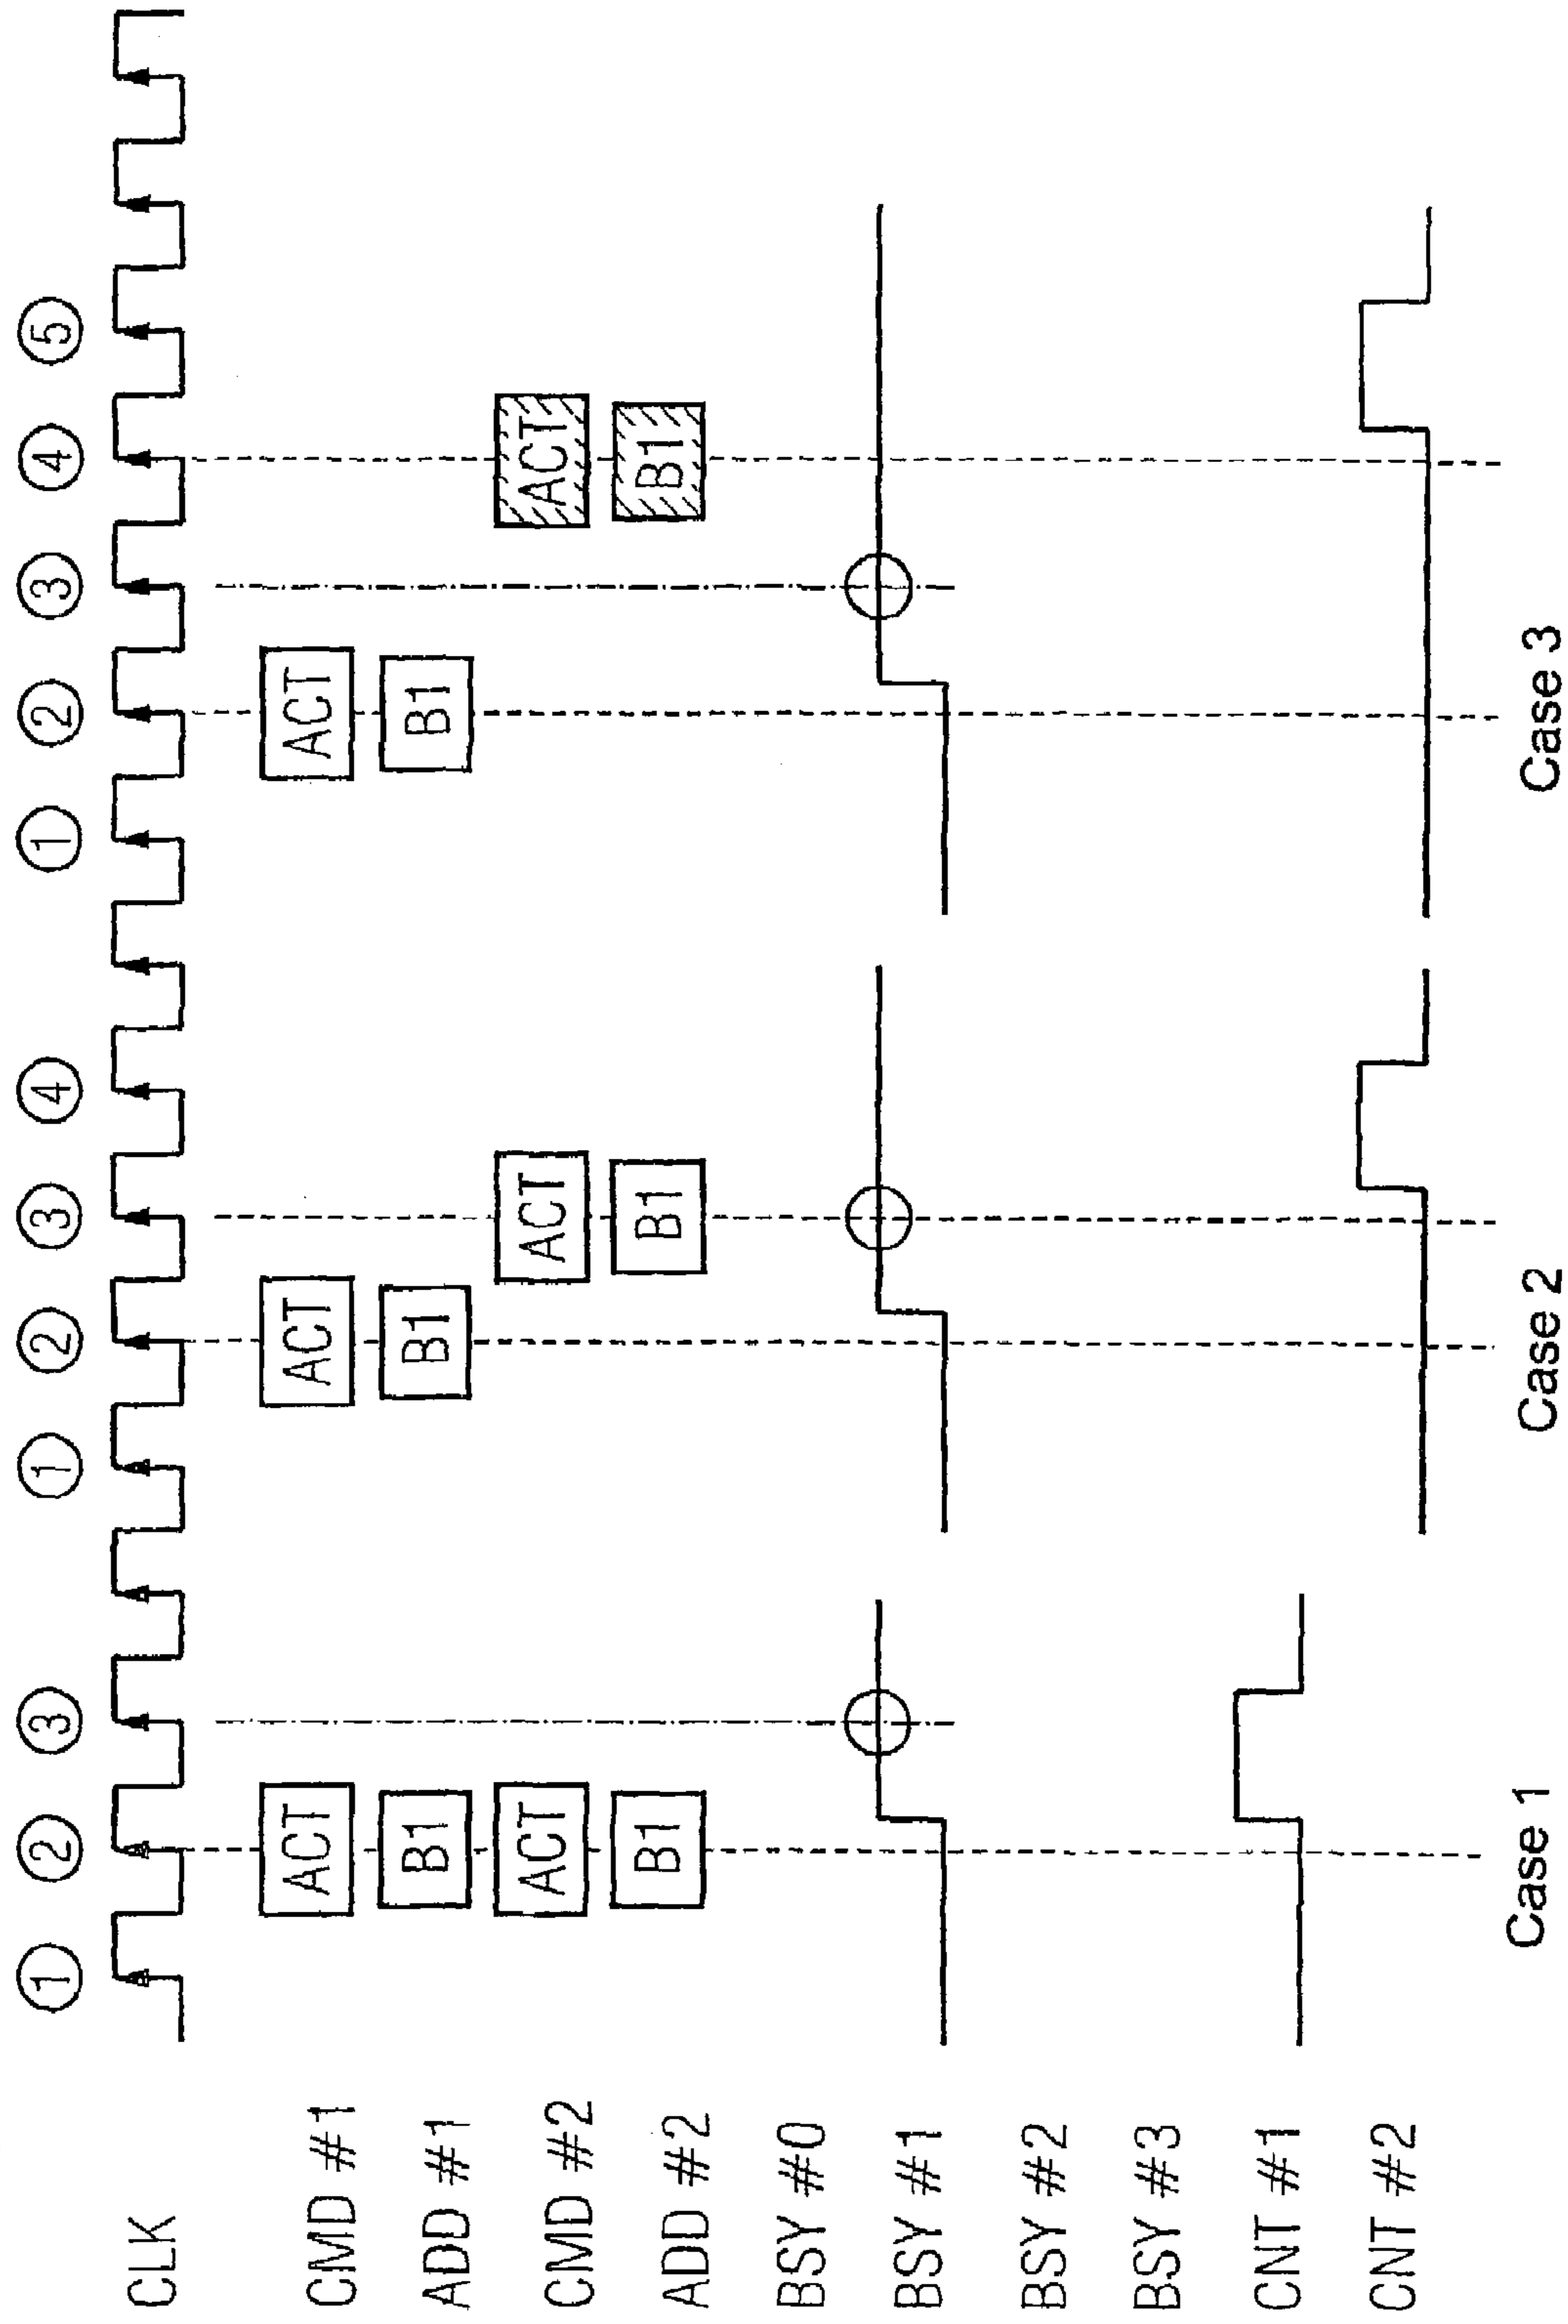 ① ② ③ ① ② ③ ④ ① ② ③ ④ ⑤
CLK
CMD #1 ACT ACT ACT
ADD #1 B1 B1 B1
CMD #2 ACT ACT ACT
ADD #2 B1 B1 B1
BSY #0
BSY #1
BSY #2
BSY #3
CNT #1
CNT #2
Case 1 Case 2 Case 3